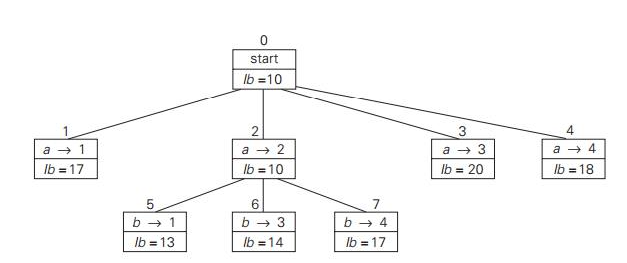 0
start
lb = 10
1
2
3
4
a → 1
a → 2
a → 3
a → 4
lb = 17
lb = 10
lb = 20
lb = 18
5
6
7
b → 1
b → 3
b → 4
lb = 13
lb = 14
lb = 17